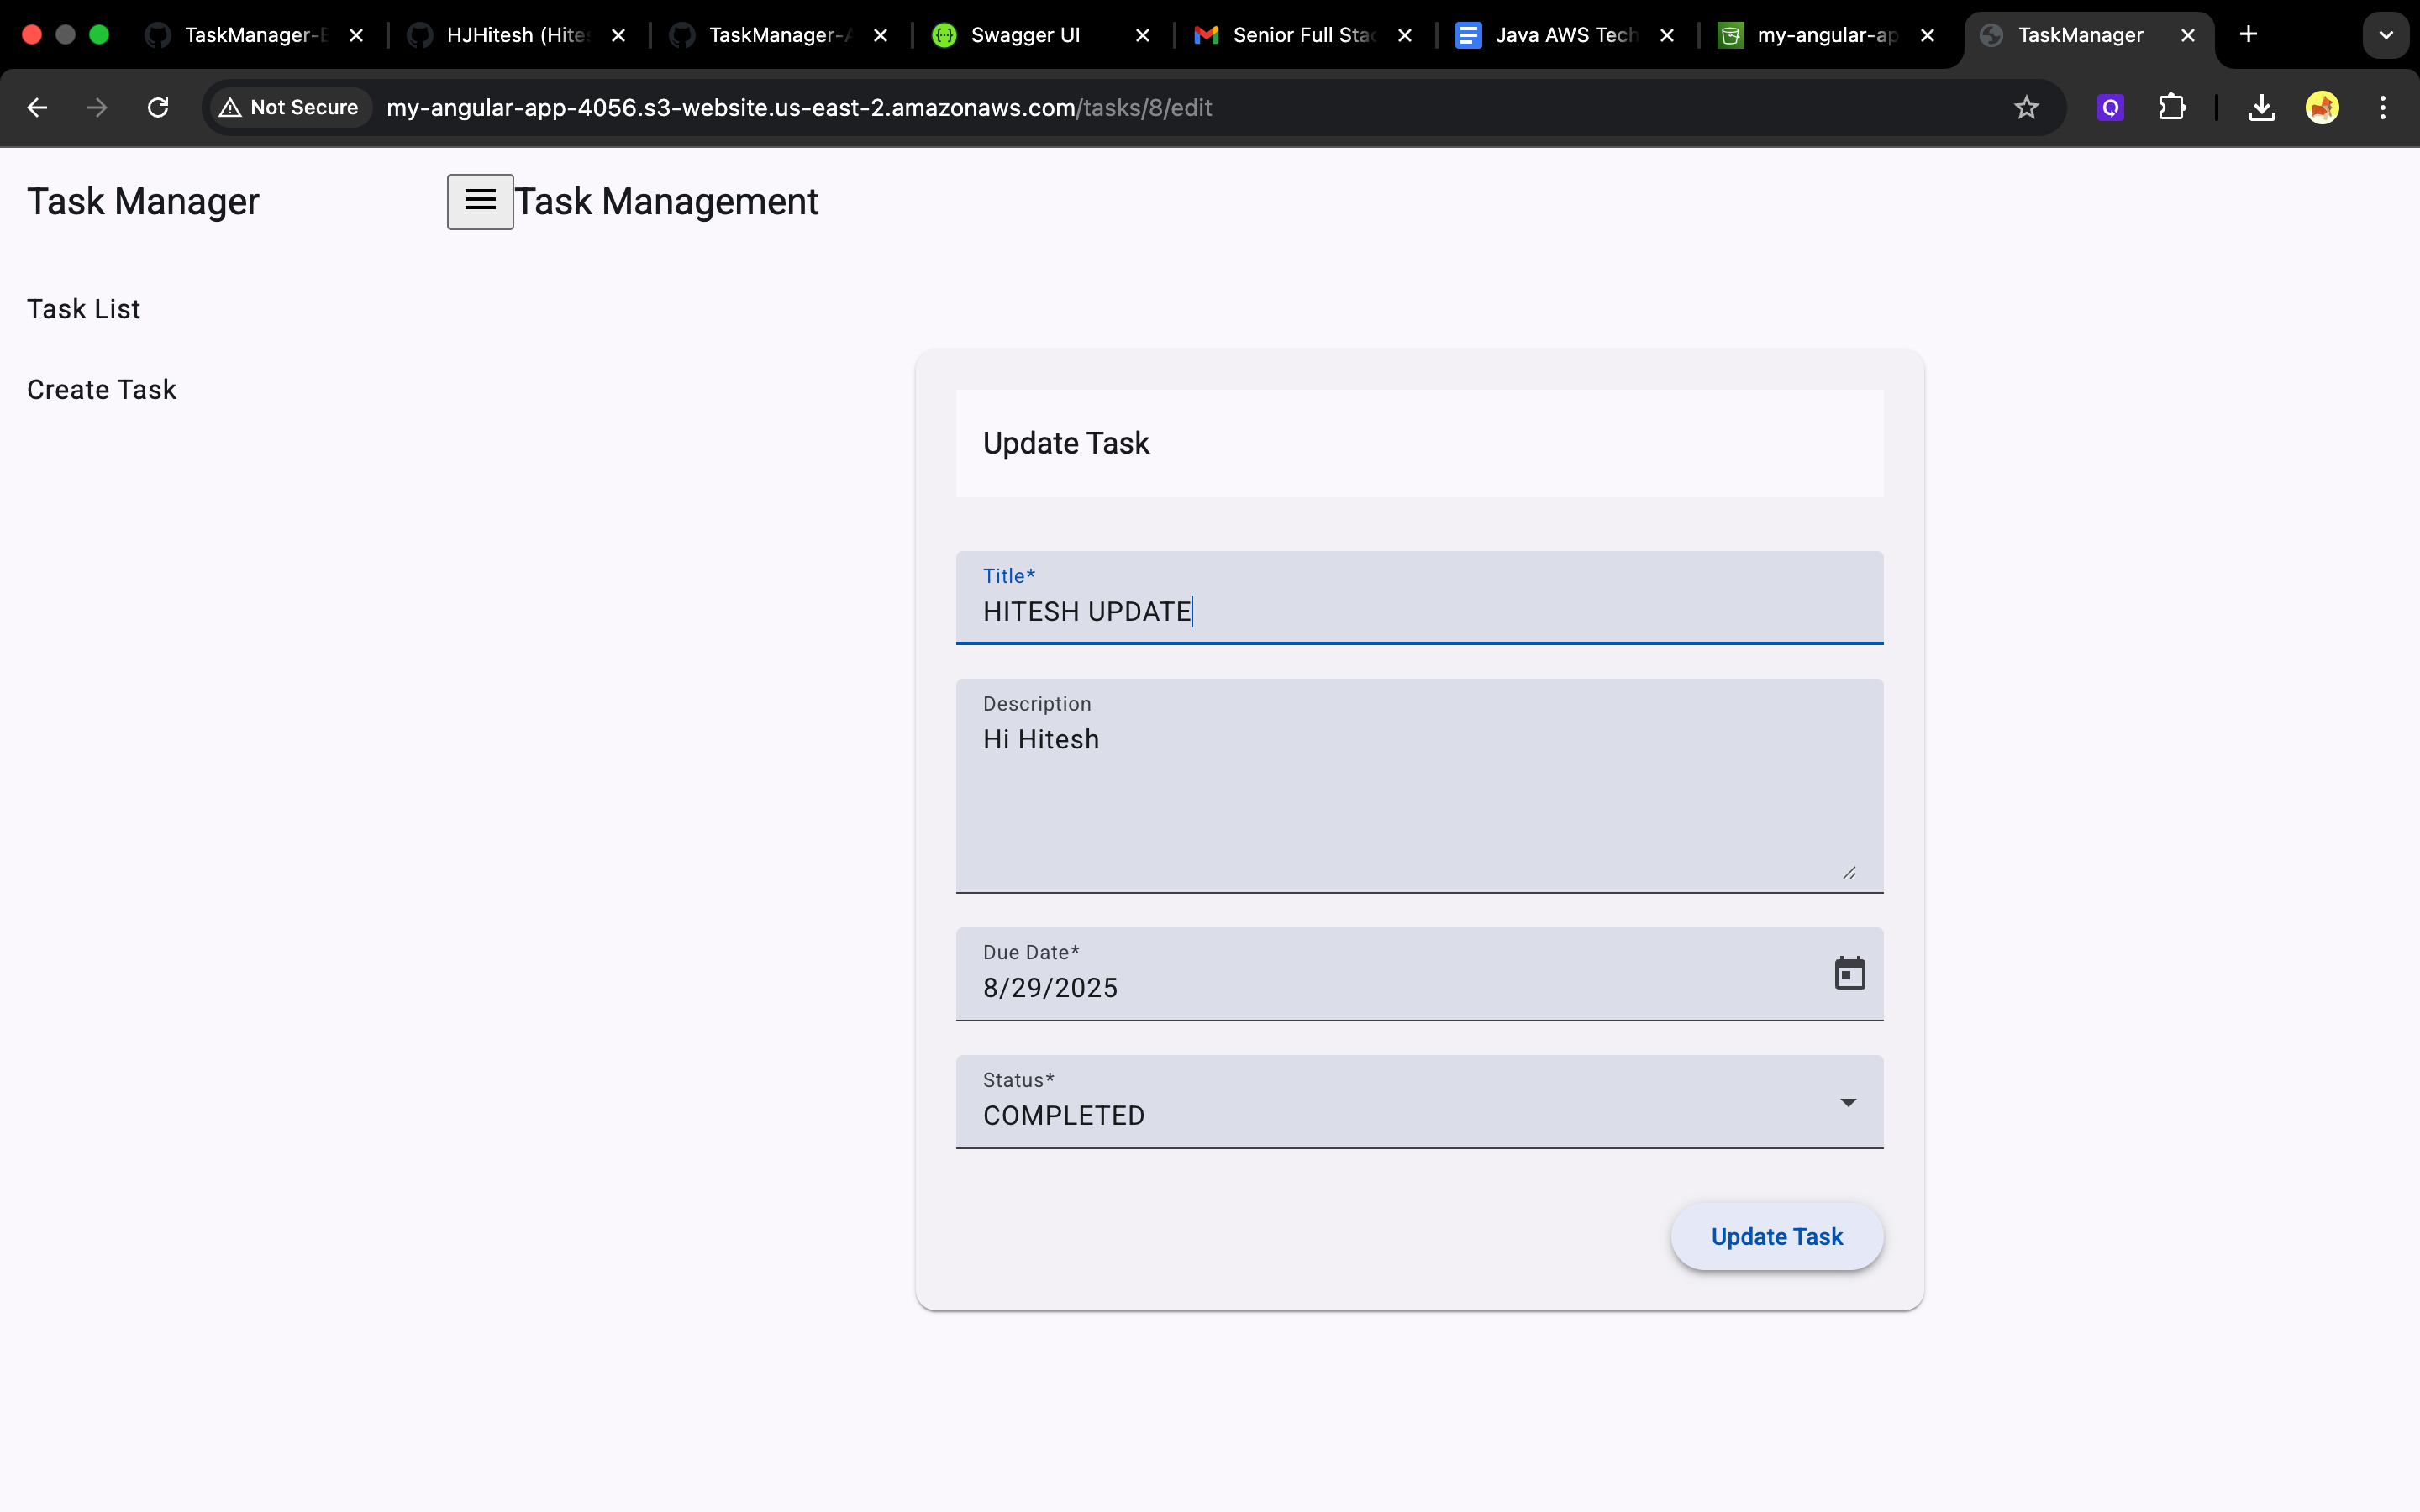 TaskManager-E
HJHitesh (Hites
TaskManager-A
Swagger UI
Senior Full Stac
Java AWS Tech
my-angular-ap
TaskManager
Not Secure
my-angular-app-4056.s3-website.us-east-2.amazonaws.com/tasks/8/edit
Task Manager
Task Management
Task List
Create Task
Update Task
Title*
HITESH UPDATE
Description
Hi Hitesh
Due Date*
8/29/2025
Status*
COMPLETED
Update Task